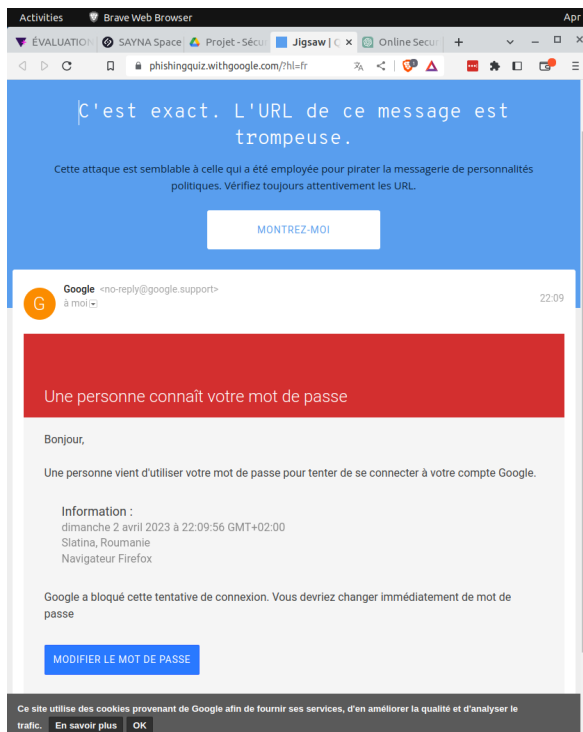 Activities Brave Web Browser Apr
ÉVALUATION SAYNA Space Projet - Sécu Jigsaw | Q Online Secur
phishingquiz.withgoogle.com/?hl=fr
C'est exact. L'URL de ce message est
trompeuse.
Cette attaque est semblable à celle qui a été employée pour pirater la messagerie de personnalités
politiques. Vérifiez toujours attentivement les URL.
MONTREZ-MOI
G
Google <no-reply@google.support>
à moi
22:09
Une personne connaît votre mot de passe
Bonjour,
Une personne vient d'utiliser votre mot de passe pour tenter de se connecter à votre compte Google.
Information :
dimanche 2 avril 2023 à 22:09:56 GMT+02:00
Slatina, Roumanie
Navigateur Firefox
Google a bloqué cette tentative de connexion. Vous devriez changer immédiatement de mot de
passe
MODIFIER LE MOT DE PASSE
Ce site utilise des cookies provenant de Google afin de fournir ses services, d'en améliorer la qualité et d'analyser le
trafic. En savoir plus OK